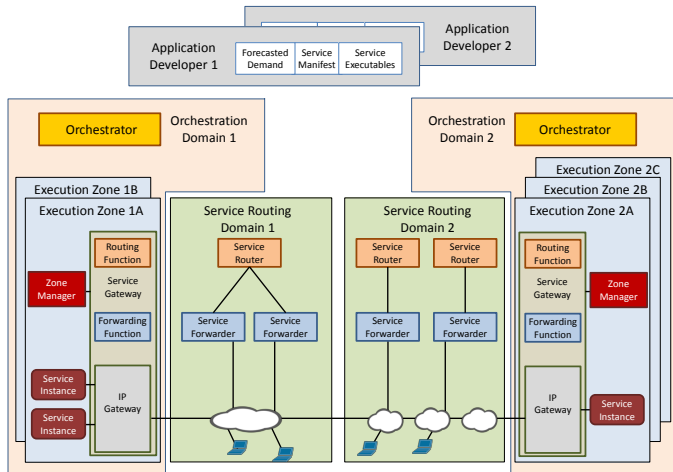 Application
Developer 2
Application
Developer 1
Forecasted
Demand
Service
Manifest
Service
Executables
Orchestrator
Orchestration
Domain 1
Orchestration
Domain 2
Orchestrator
Execution Zone 1B
Execution Zone 1A
Routing
Function
Zone
Manager
Service
Gateway
Forwarding
Function
Service
Instance
Service
Instance
IP
Gateway
Service Routing
Domain 1
Service
Router
Service
Forwarder
Service
Forwarder
Service Routing
Domain 2
Service
Router
Service
Router
Service
Forwarder
Service
Forwarder
Execution Zone 2C
Execution Zone 2B
Execution Zone 2A
Routing
Function
Service
Gateway
Zone
Manager
Forwarding
Function
IP
Gateway
Service
Instance